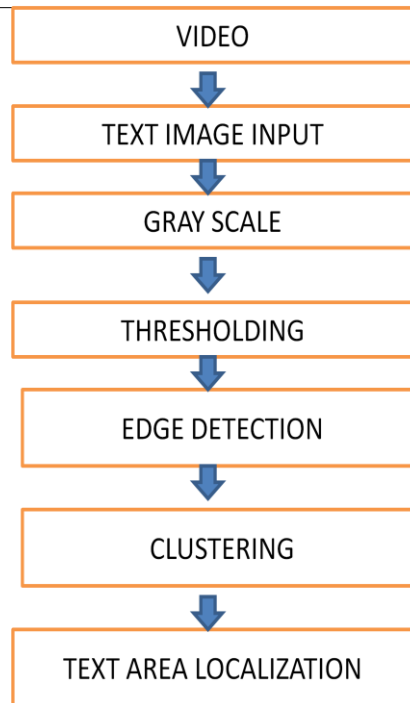 VIDEO
TEXT IMAGE INPUT
GRAY SCALE
THRESHOLDING
EDGE DETECTION
CLUSTERING
TEXT AREA LOCALIZATION